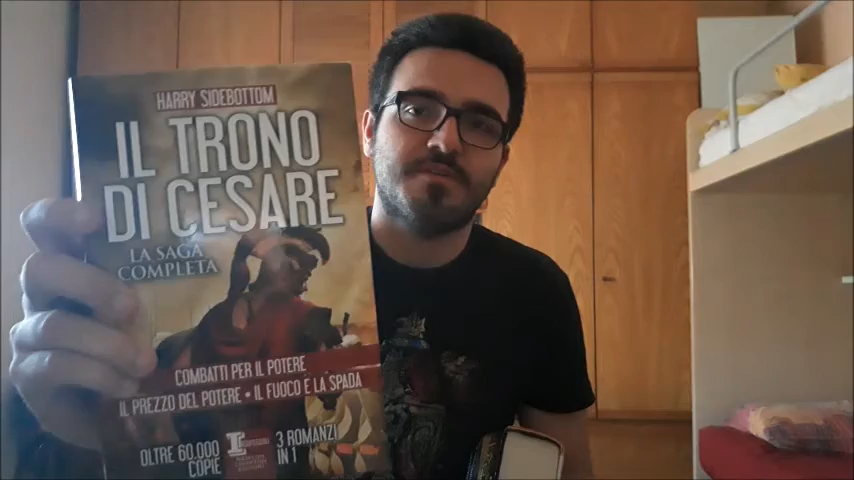 HARRY SIDEBOTTOM
IL TRONO
DI CESARE
LA SAGA
COMPLETA
COMBATTI PER IL POTERE
IL PREZZO DEL POTERE • IL FUOCO E LA SPADA
OLTRE 60.000
COPIE
3 ROMANZI
IN 1